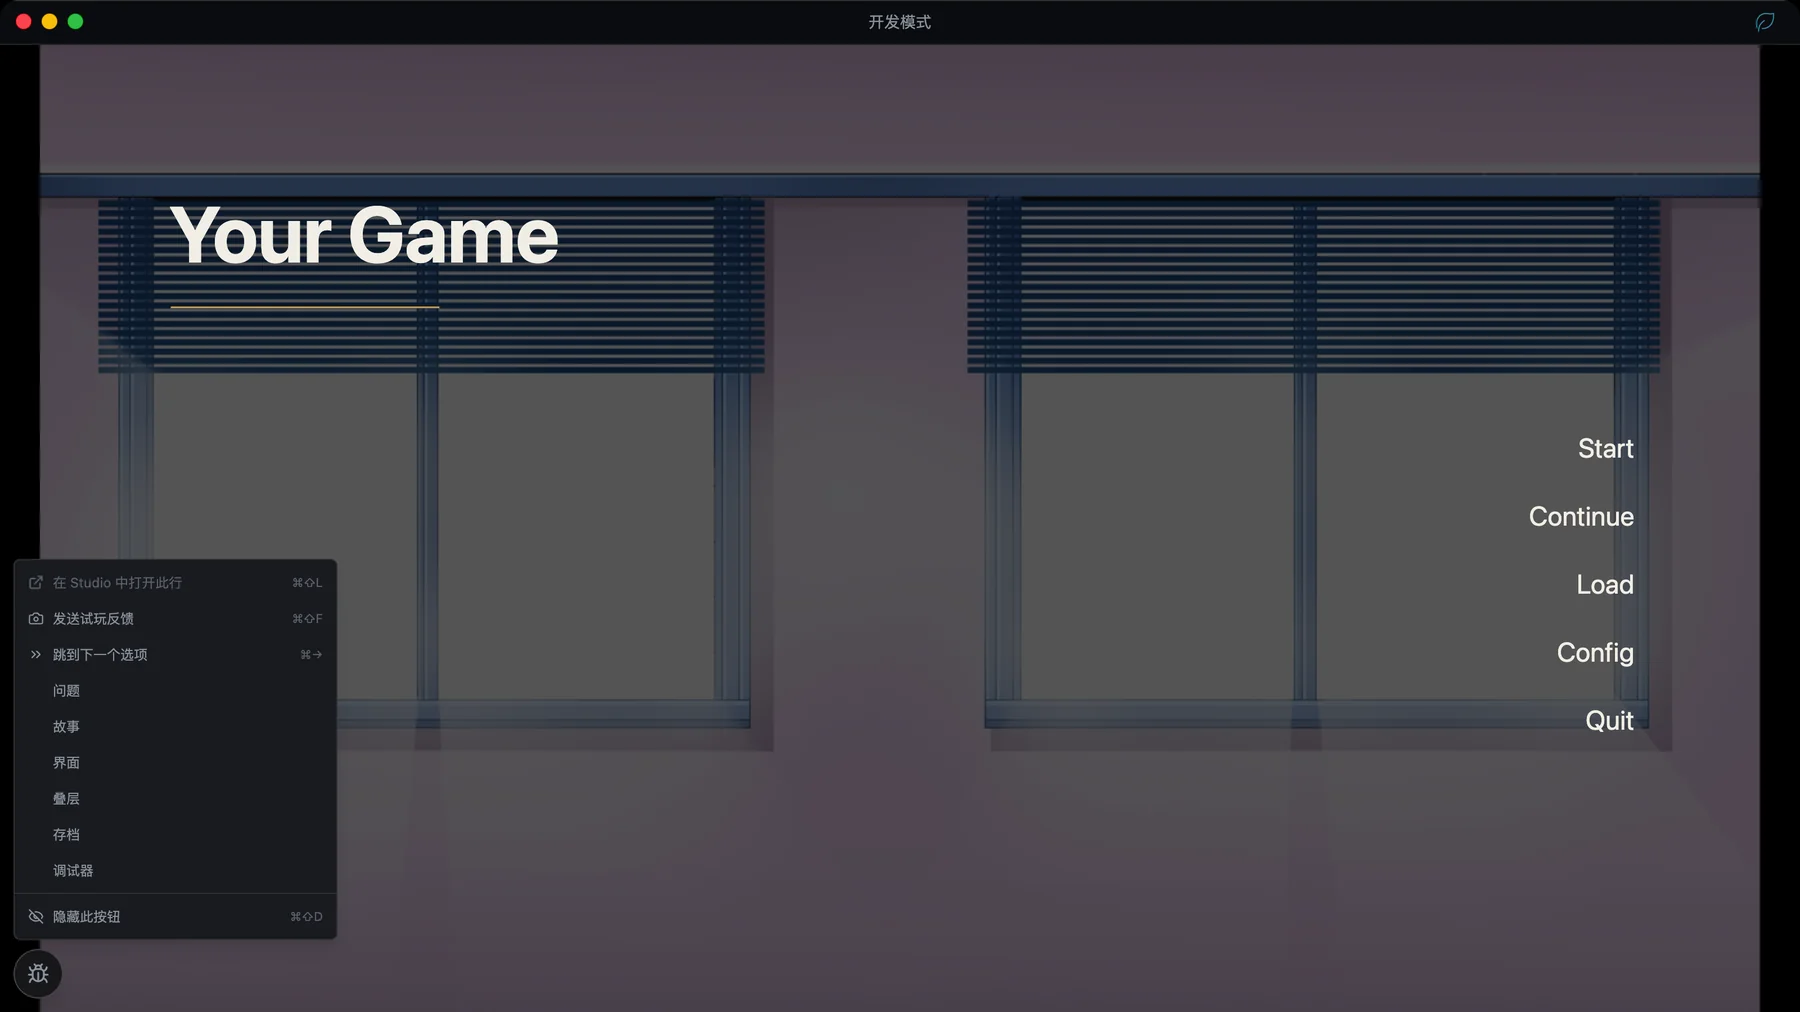 开发模式
Your Game
Start
Continue
Load
Config
Quit
在 Studio 中打开此行 ⌘⇧L
发送试玩反馈 ⌘⇧F
跳到下一个选项 ⌘→
问题
故事
界面
叠层
存档
调试器
隐藏此按钮 ⌘⇧D